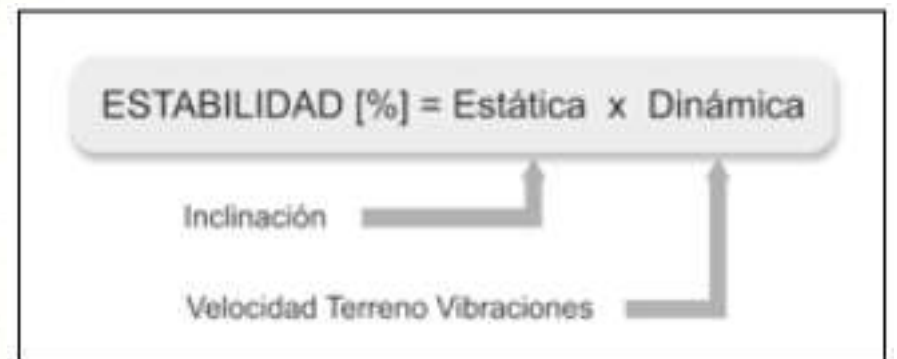 ESTABILIDAD [%] = Estática x Dinámica
Inclinación
Velocidad Terreno Vibraciones